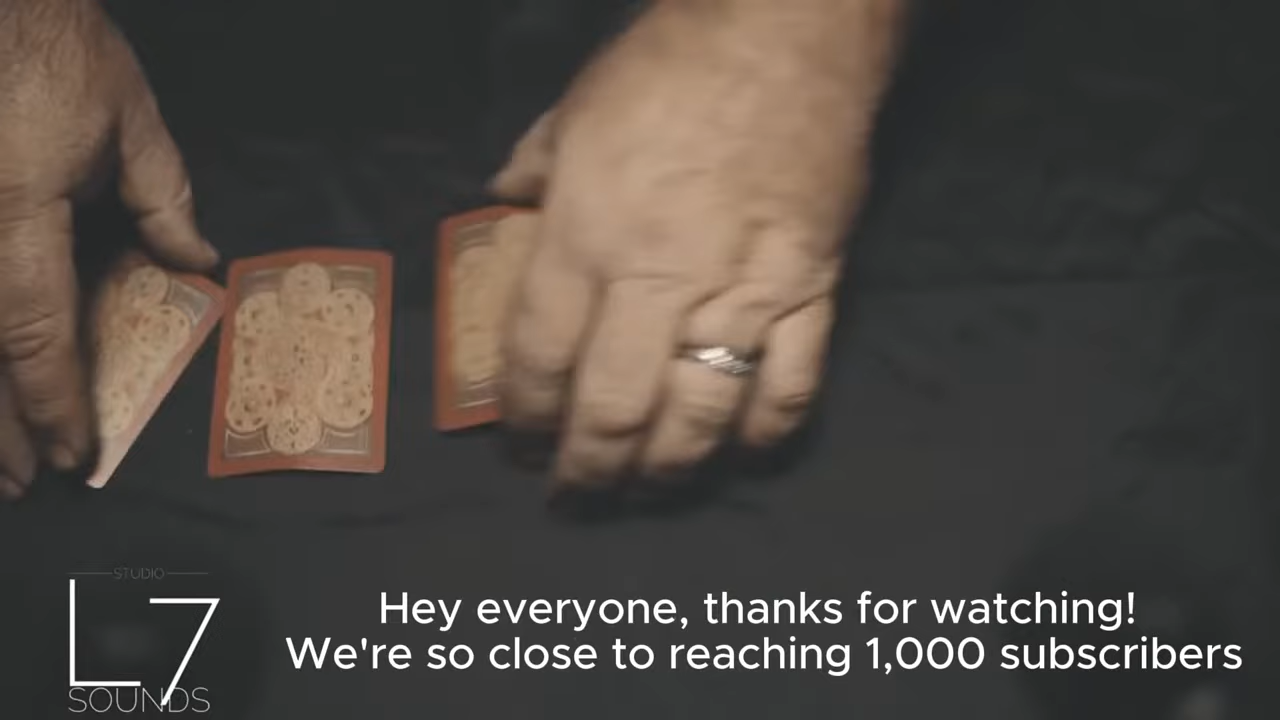 STUDIO
L7
SOUNDS
Hey everyone, thanks for watching!
We're so close to reaching 1,000 subscribers